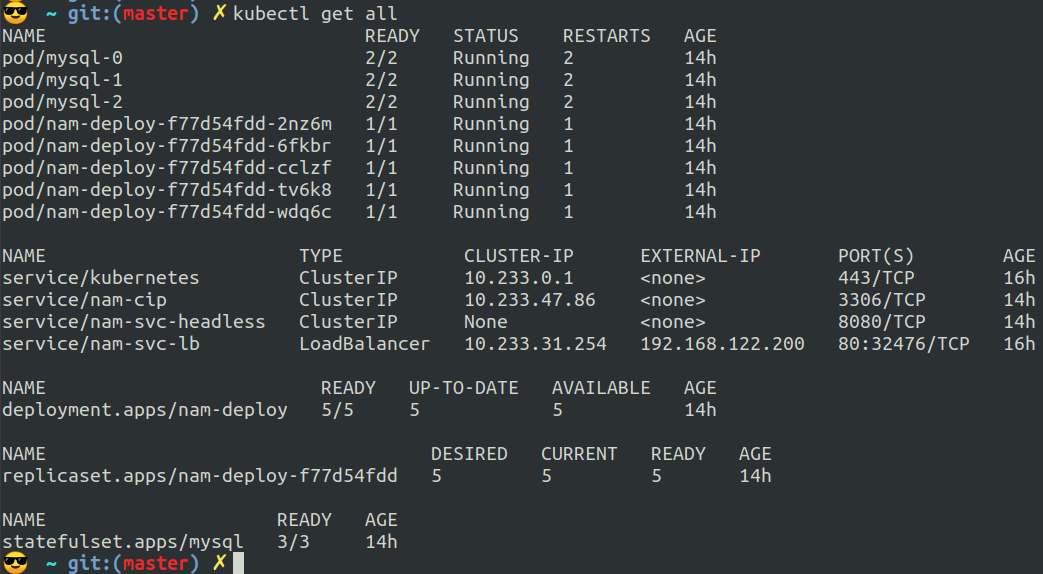 😎 ~ git:(master) ✗ kubectl get all
NAME READY STATUS RESTARTS AGE
pod/mysql-0 2/2 Running 2 14h
pod/mysql-1 2/2 Running 2 14h
pod/mysql-2 2/2 Running 2 14h
pod/nam-deploy-f77d54fdd-2nz6m 1/1 Running 1 14h
pod/nam-deploy-f77d54fdd-6fkbr 1/1 Running 1 14h
pod/nam-deploy-f77d54fdd-cclzf 1/1 Running 1 14h
pod/nam-deploy-f77d54fdd-tv6k8 1/1 Running 1 14h
pod/nam-deploy-f77d54fdd-wdq6c 1/1 Running 1 14h
NAME TYPE CLUSTER-IP EXTERNAL-IP PORT(S) AGE
service/kubernetes ClusterIP 10.233.0.1 <none> 443/TCP 16h
service/nam-cip ClusterIP 10.233.47.86 <none> 3306/TCP 14h
service/nam-svc-headless ClusterIP None <none> 8080/TCP 14h
service/nam-svc-lb LoadBalancer 10.233.31.254 192.168.122.200 80:32476/TCP 16h
NAME READY UP-TO-DATE AVAILABLE AGE
deployment.apps/nam-deploy 5/5 5 5 14h
NAME DESIRED CURRENT READY AGE
replicaset.apps/nam-deploy-f77d54fdd 5 5 5 14h
NAME READY AGE
statefulset.apps/mysql 3/3 14h
😎 ~ git:(master) ✗